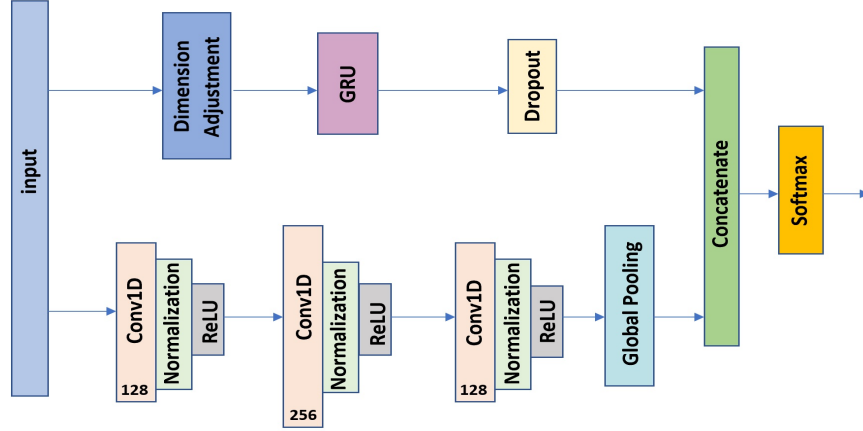 input
Dimension
Adjustment
GRU
Dropout
Conv1D
128
Normalization
ReLU
Conv1D
256
Normalization
ReLU
Conv1D
128
Normalization
ReLU
Global Pooling
Concatenate
Softmax